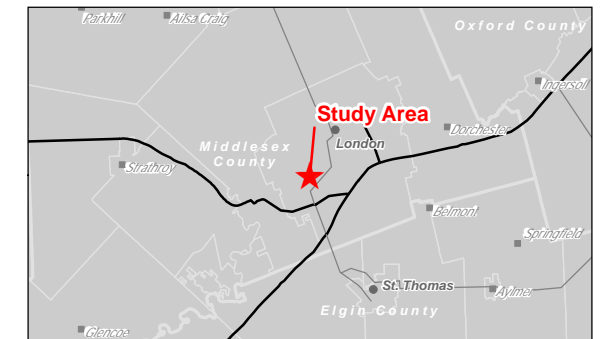 Parkhill
Ailsa Craig
Oxford County
Ingersoll
Study Area
Dorchester
London
Middlesex
County
Strathroy
Belmont
Springfield
St. Thomas
Aylmer
Elgin County
Glencoe